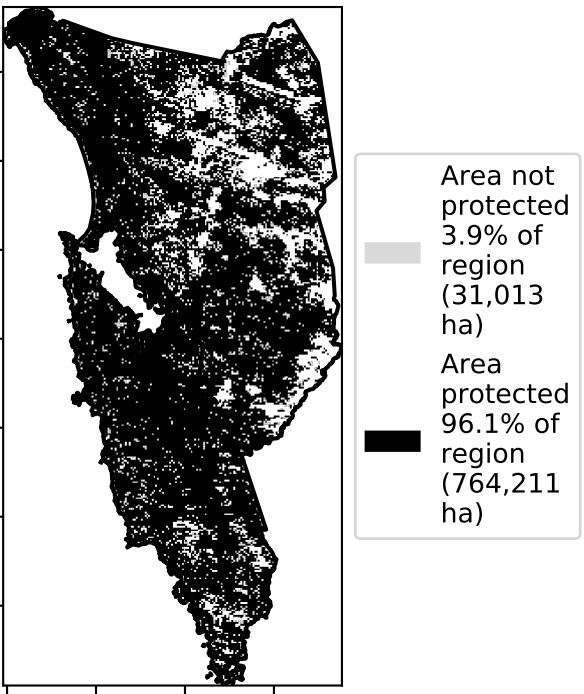 Area not
protected
3.9% of
region
(31,013
ha)
Area
protected
96.1% of
region
(764,211
ha)